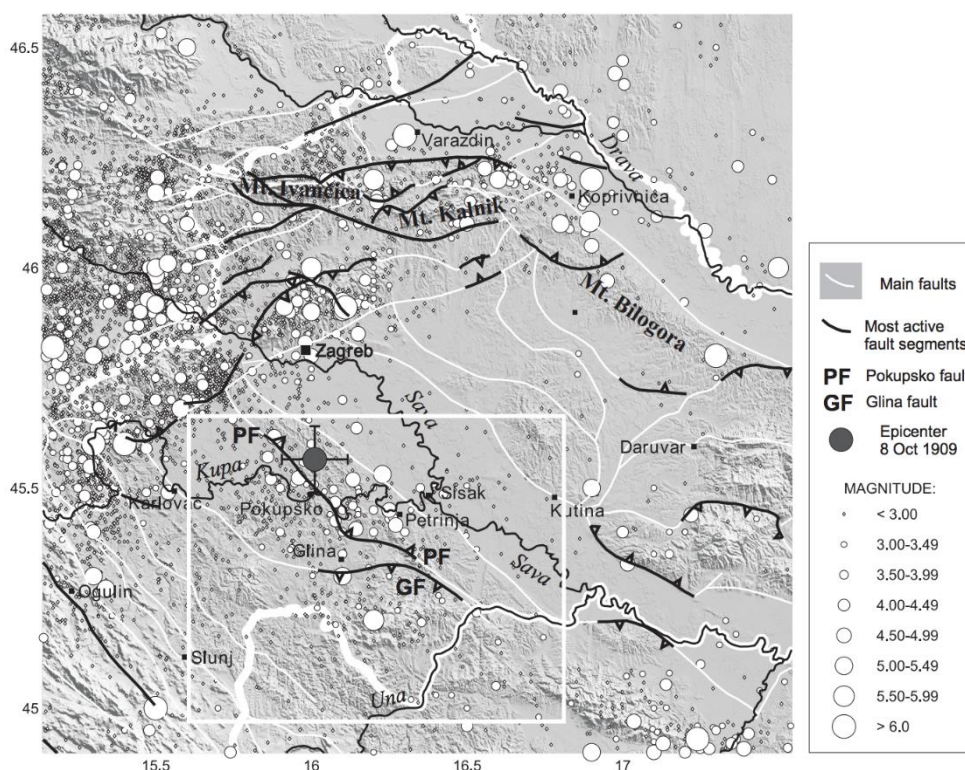 46.5
46
45.5
45
15.5
16
16.5
17
Varazdin
Drava
Mt. Ivančica
Koprivnica
Mt. Kalnik
Mt. Bilogora
Zagreb
Sava
PF
Kupa
Daruvar
Karlovac
Pokupsko
Sisak
Kutina
Petrinja
Glina
PF
Sava
GF
Ogulin
Slunj
Una
Main faults
Most active
fault segments
PF Pokupsko faul
GF Glina fault
Epicenter
8 Oct 1909
MAGNITUDE:
< 3.00
3.00-3.49
3.50-3.99
4.00-4.49
4.50-4.99
5.00-5.49
5.50-5.99
> 6.0